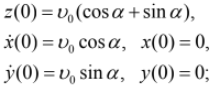 z(0) = υ₀(cos α + sin α),
ẋ(0) = υ₀ cos α, x(0) = 0,
ẏ(0) = υ₀ sin α, y(0) = 0;